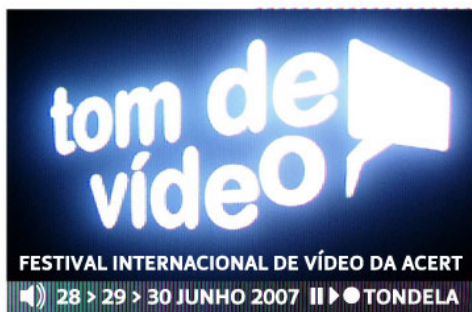 tom de
vídeo
FESTIVAL INTERNACIONAL DE VÍDEO DA ACERT
28 > 29 > 30 JUNHO 2007 TONDELA